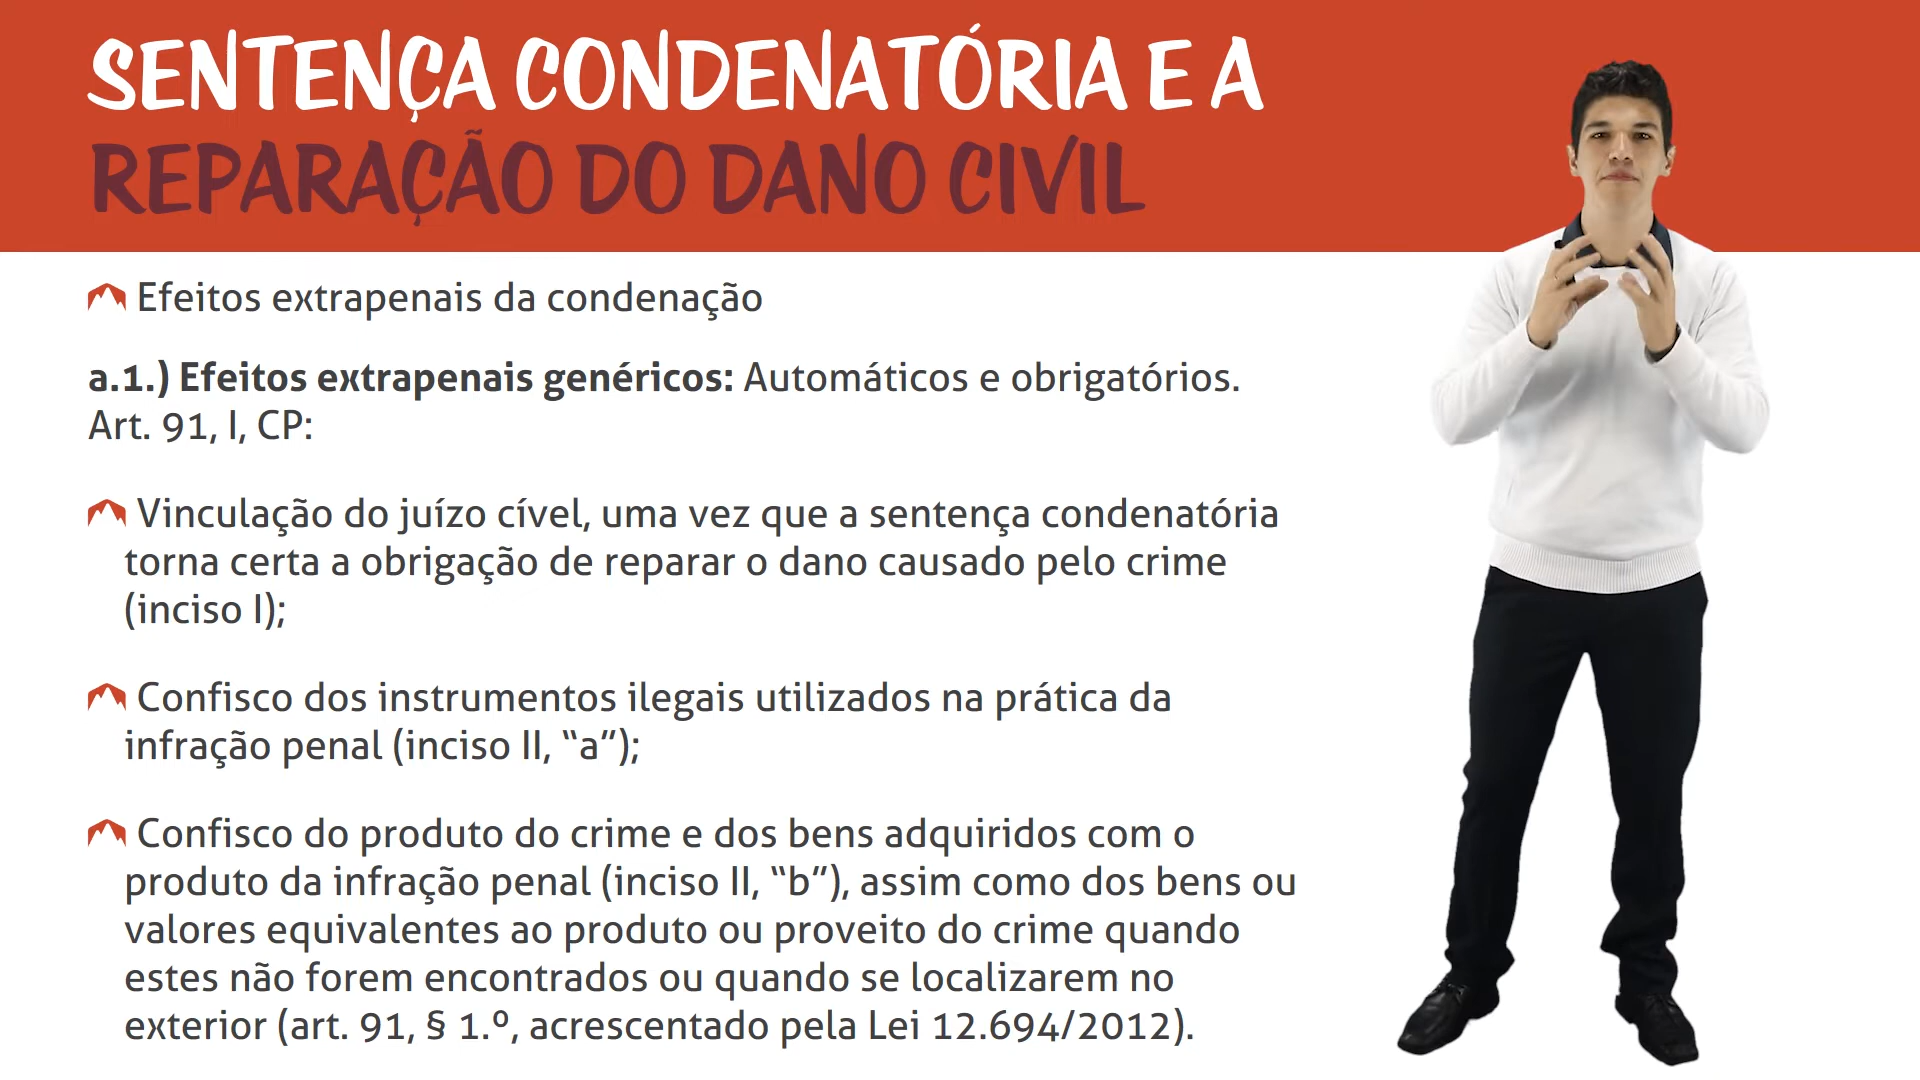 SENTENÇA CONDENATÓRIA E A
REPARAÇÃO DO DANO CIVIL
Efeitos extrapenais da condenação
a.1.) Efeitos extrapenais genéricos: Automáticos e obrigatórios.
Art. 91, I, CP:
Vinculação do juízo cível, uma vez que a sentença condenatória
torna certa a obrigação de reparar o dano causado pelo crime
(inciso I);
Confisco dos instrumentos ilegais utilizados na prática da
infração penal (inciso II, “a”);
Confisco do produto do crime e dos bens adquiridos com o
produto da infração penal (inciso II, “b”), assim como dos bens ou
valores equivalentes ao produto ou proveito do crime quando
estes não forem encontrados ou quando se localizarem no
exterior (art. 91, § 1.º, acrescentado pela Lei 12.694/2012).